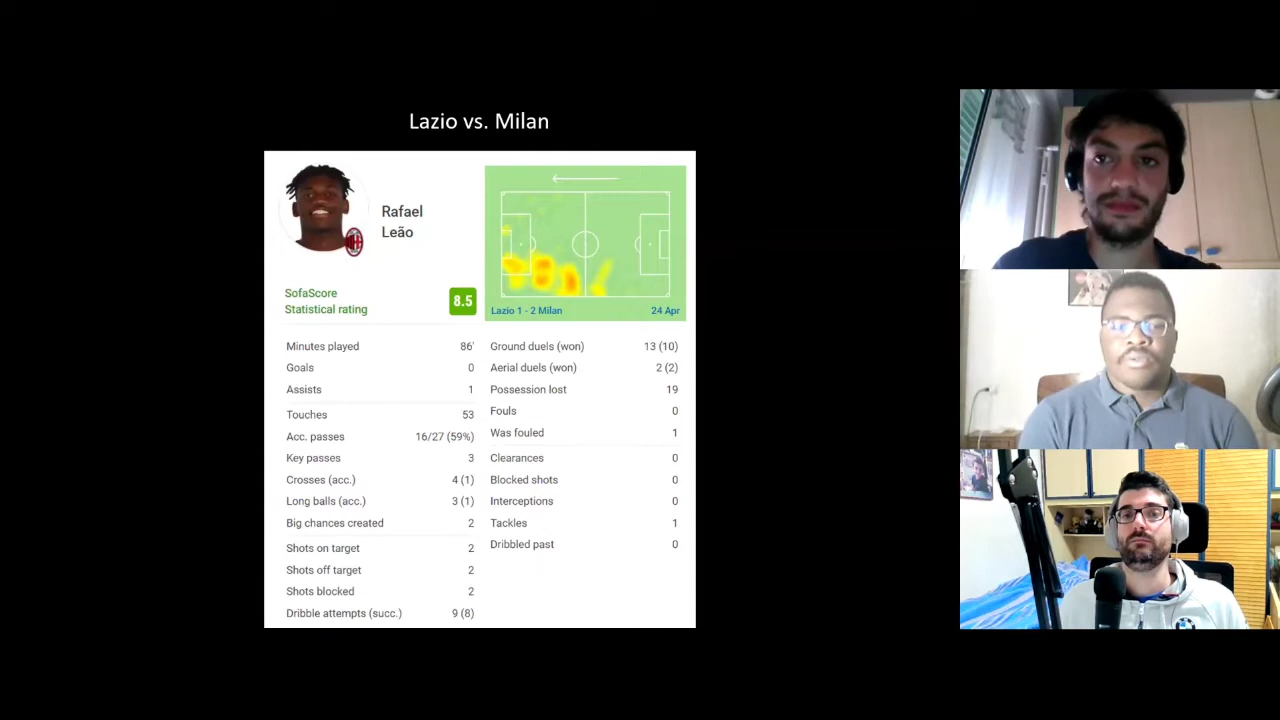 Lazio vs. Milan
Rafael
Leão
SofaScore
Statistical rating
8.5
Lazio 1 - 2 Milan
24 Apr
Minutes played 86'
Goals 0
Assists 1
Touches 53
Acc. passes 16/27 (59%)
Key passes 3
Crosses (acc.) 4 (1)
Long balls (acc.) 3 (1)
Big chances created 2
Shots on target 2
Shots off target 2
Shots blocked 2
Dribble attempts (succ.) 9 (8)
Ground duels (won) 13 (10)
Aerial duels (won) 2 (2)
Possession lost 19
Fouls 0
Was fouled 1
Clearances 0
Blocked shots 0
Interceptions 0
Tackles 1
Dribbled past 0